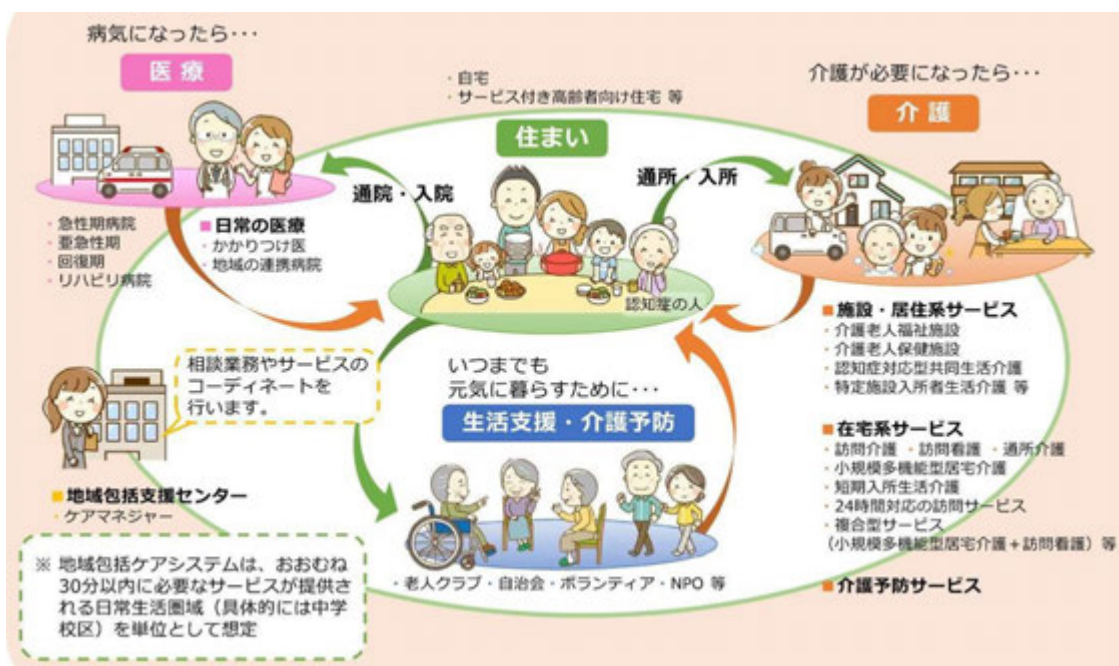 病気になったら・・・
医療
・急性期病院
・亜急性期
・回復期
・リハビリ病院
■日常の医療
・かかりつけ医
・地域の連携病院
通院・入院
・自宅
・サービス付き高齢者向け住宅 等
住まい
認知症の人
通所・入所
介護が必要になったら・・・
介護
■施設・居住系サービス
・介護老人福祉施設
・介護老人保健施設
・認知症対応型共同生活介護
・特定施設入所者生活介護 等
■在宅系サービス
・訪問介護 ・訪問看護 ・通所介護
・小規模多機能型居宅介護
・短期入所生活介護
・24時間対応の訪問サービス
・複合型サービス
(小規模多機能型居宅介護+訪問看護)等
■介護予防サービス
相談業務やサービスの
コーディネートを
行います。
■地域包括支援センター
・ケアマネジャー
いつまでも
元気に暮らすために・・・
生活支援・介護予防
・老人クラブ・自治会・ボランティア・NPO 等
※ 地域包括ケアシステムは、おおむね
30分以内に必要なサービスが提供
される日常生活圏域(具体的には中学
校区)を単位として想定